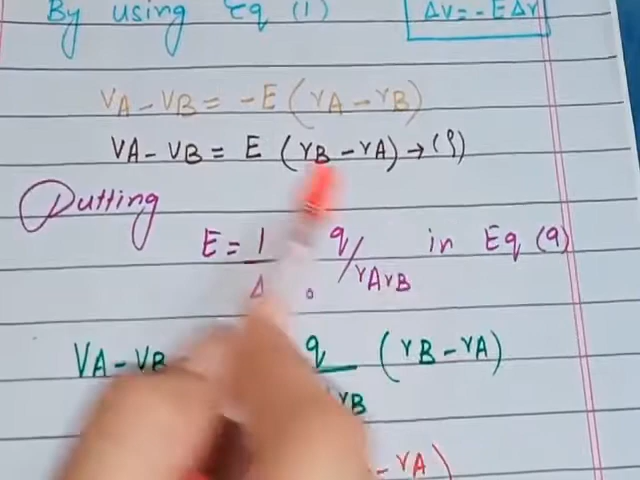 By using Eq (1) ΔV = -EΔr
VA - VB = -E (rA - rB)
VA - VB = E (rB - rA) → (9)
Putting
E = 1 q/rArB in Eq (9)
VA - VB q (rB - rA)
rB
- rA)